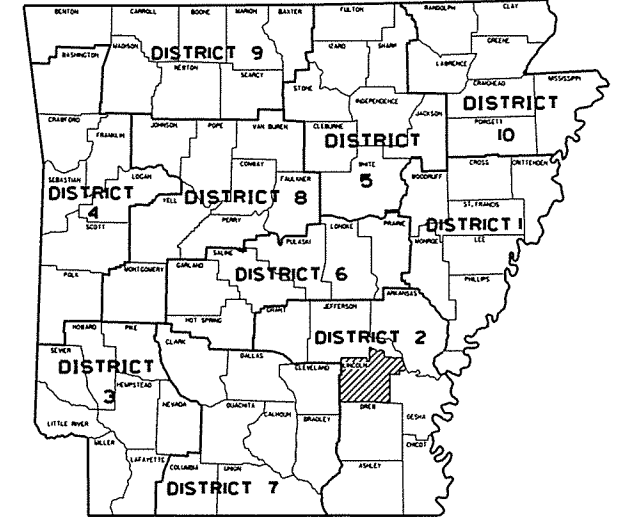 BENTON CARROLL BOONE MARION BAXTER FULTON RANDOLPH CLAY
WASHINGTON MADISON DISTRICT 9 IZARD SHARP GREENE
NEWTON SEARCY STONE LAWRENCE
CRAIGHEAD MISSISSIPPI
INDEPENDENCE DISTRICT
CRAWFORD FRANKLIN JOHNSON POPE VAN BUREN CLEBURNE JACKSON POINSETT
DISTRICT 10
SEBASTIAN LOGAN CONWAY WHITE CROSS CRITTENDEN
DISTRICT YELL DISTRICT 8 FAULKNER 5 WOODRUFF
4 PERRY ST. FRANCIS
SCOTT LONOKE PRAIRIE DISTRICT 1
PULASKI MONROE LEE
POLK MONTGOMERY GARLAND SALINE DISTRICT 6 PHILLIPS
HOT SPRING GRANT JEFFERSON ARKANSAS
HOWARD PIKE CLARK DISTRICT 2
SEVIER DALLAS CLEVELAND LINCOLN
DISTRICT HEMPSTEAD
3 NEVADA OUACHITA CALHOUN BRADLEY DREW DESHA
LITTLE RIVER MILLER CHICOT
LAFAYETTE COLUMBIA UNION ASHLEY
DISTRICT 7